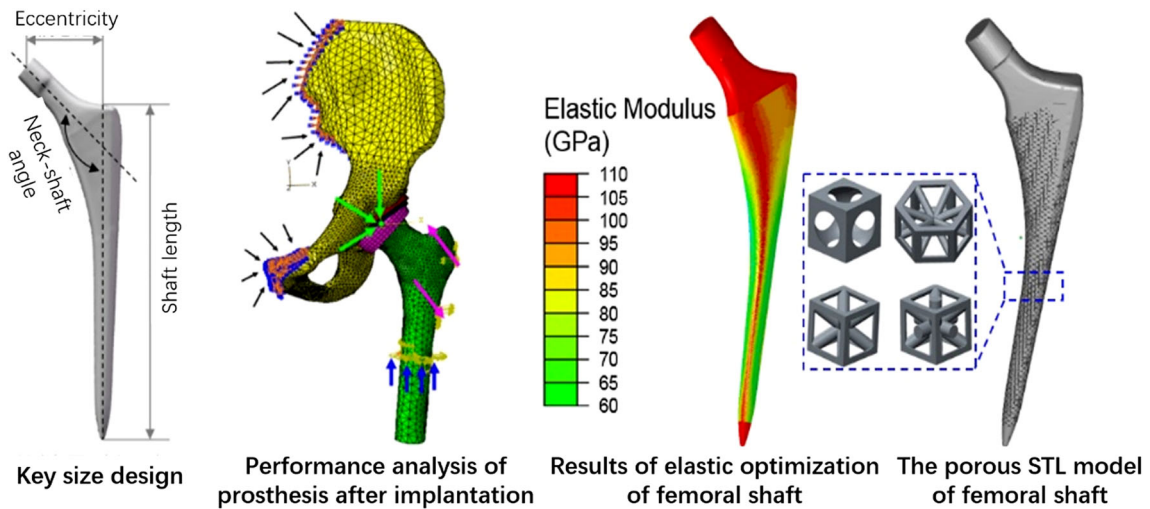 Eccentricity
Neck-shaft
angle
Shaft length
Key size design
Performance analysis of
prosthesis after implantation
Elastic Modulus
(GPa)
110
105
100
95
90
85
80
75
70
65
60
Results of elastic optimization
of femoral shaft
The porous STL model
of femoral shaft